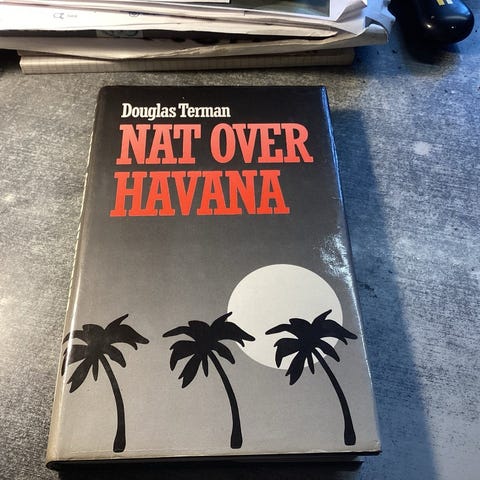 Douglas Terman
NAT OVER
HAVANA